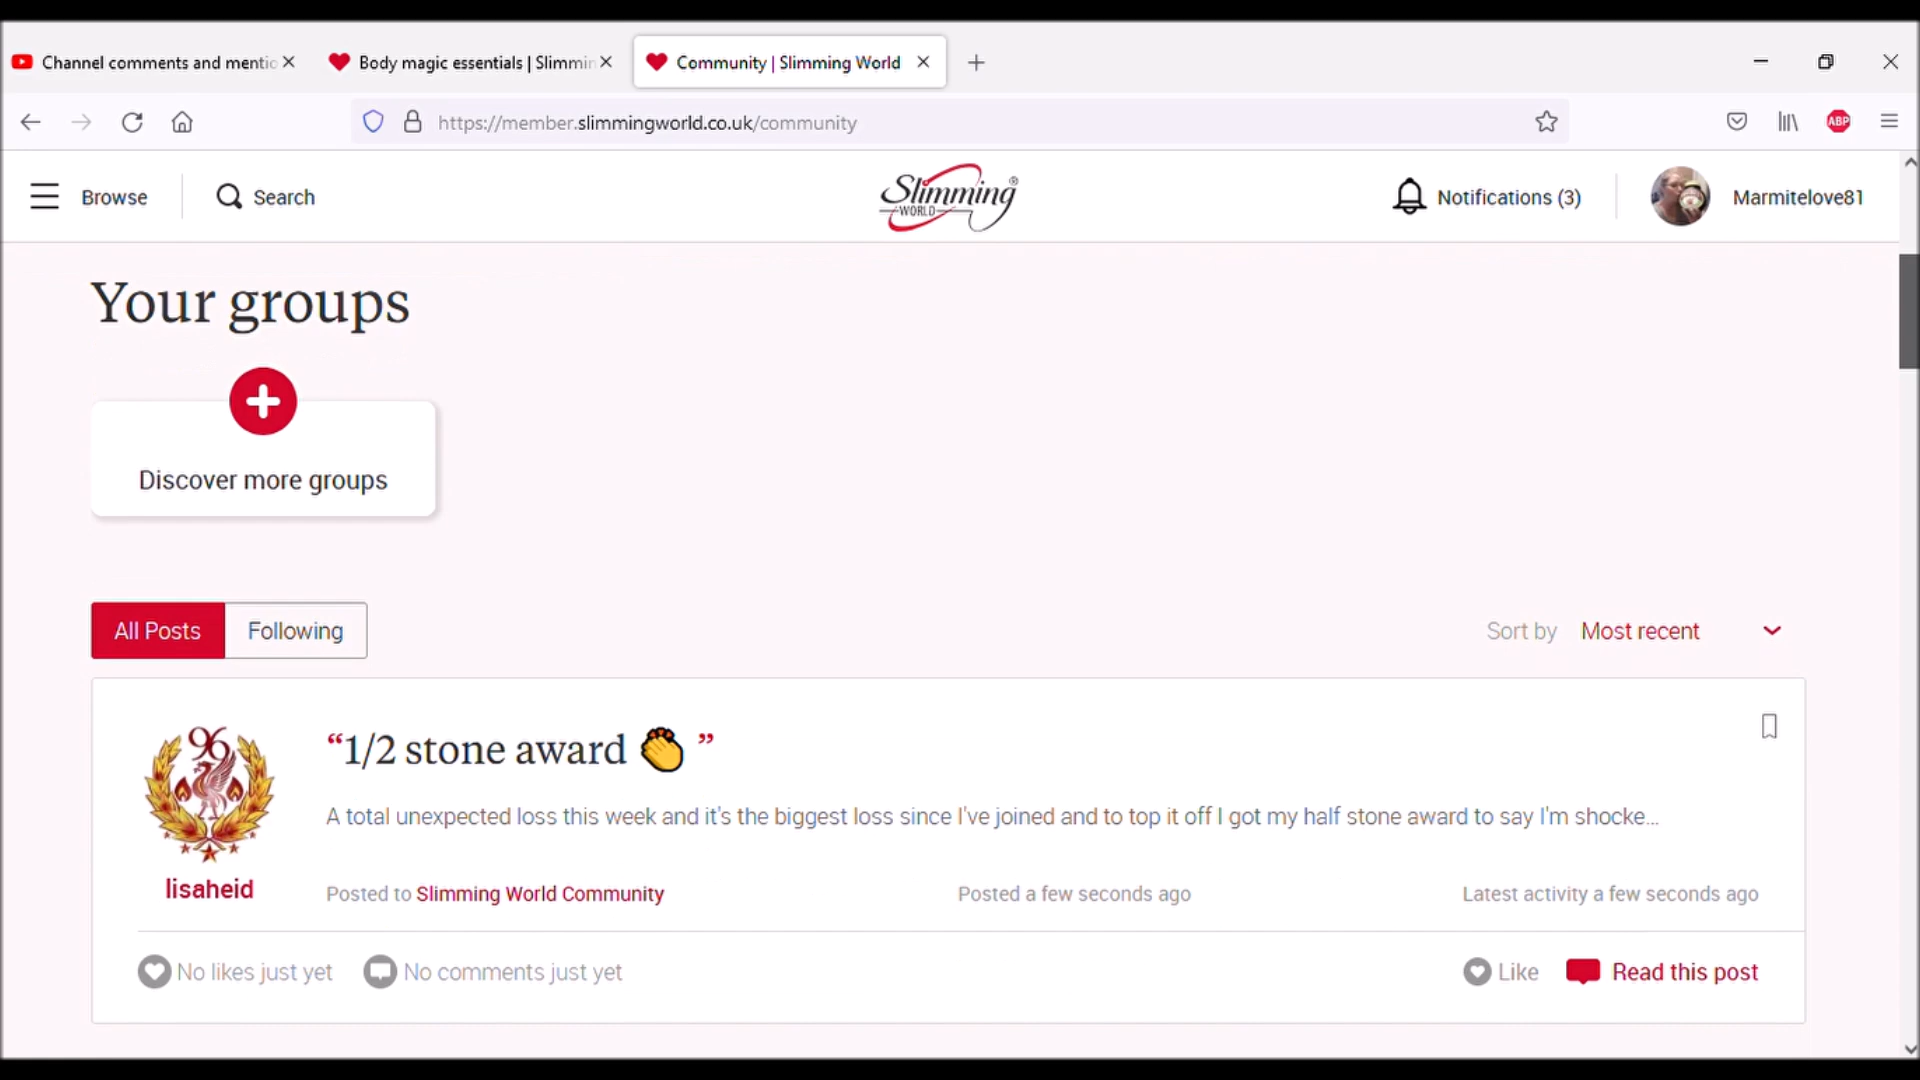 Channel comments and mentio
Body magic essentials | Slimmin
Community | Slimming World
https://member.slimmingworld.co.uk/community
ABP
Browse
Search
Slimming®
WORLD
Notifications (3)
Marmitelove81
Your groups
Discover more groups
All Posts
Following
Sort by Most recent
96
“1/2 stone award 👏 ”
A total unexpected loss this week and it's the biggest loss since I've joined and to top it off I got my half stone award to say I'm shocke...
lisaheid
Posted to Slimming World Community
Posted a few seconds ago
Latest activity a few seconds ago
No likes just yet
No comments just yet
Like
Read this post